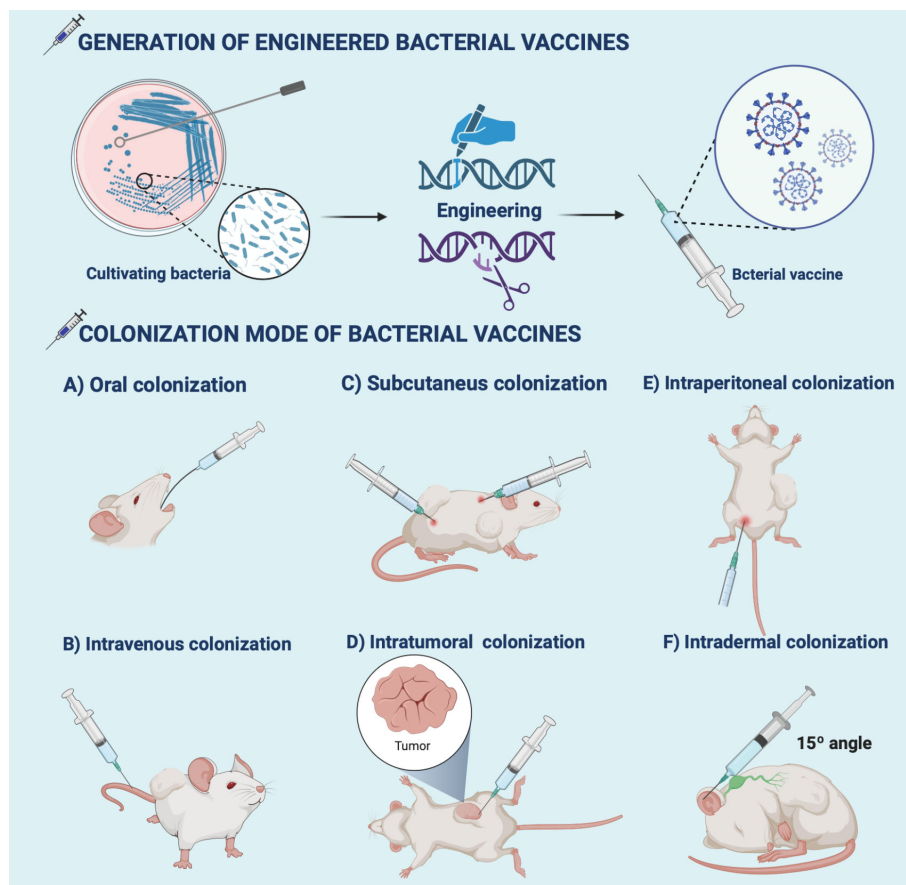 GENERATION OF ENGINEERED BACTERIAL VACCINES
Cultivating bacteria
Engineering
Bcterial vaccine
COLONIZATION MODE OF BACTERIAL VACCINES
A) Oral colonization
C) Subcutaneus colonization
E) Intraperitoneal colonization
B) Intravenous colonization
D) Intratumoral colonization
F) Intradermal colonization
Tumor
15º angle